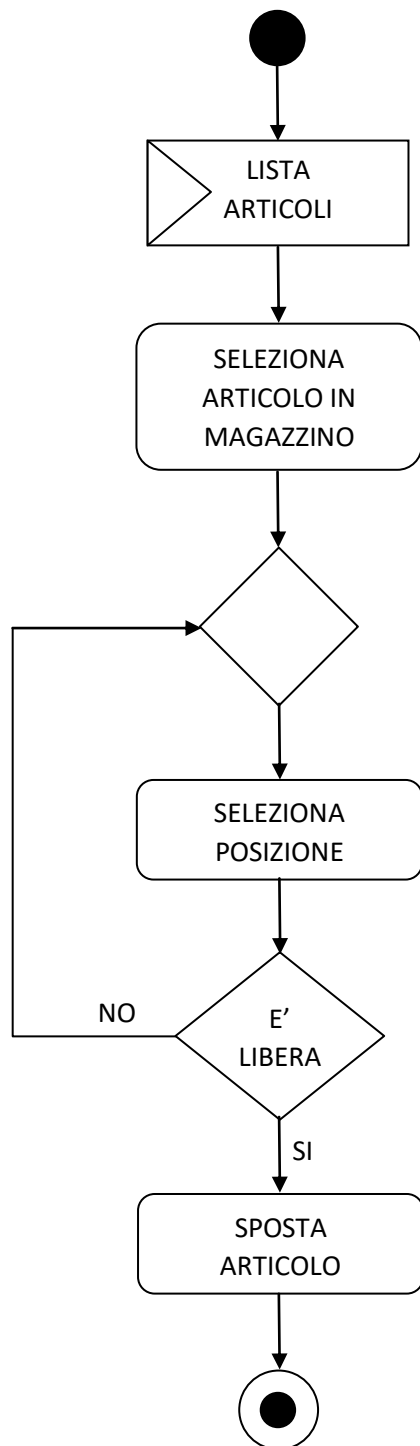 LISTA
ARTICOLI
SELEZIONA
ARTICOLO IN
MAGAZZINO
SELEZIONA
POSIZIONE
NO
E’
LIBERA
SI
SPOSTA
ARTICOLO